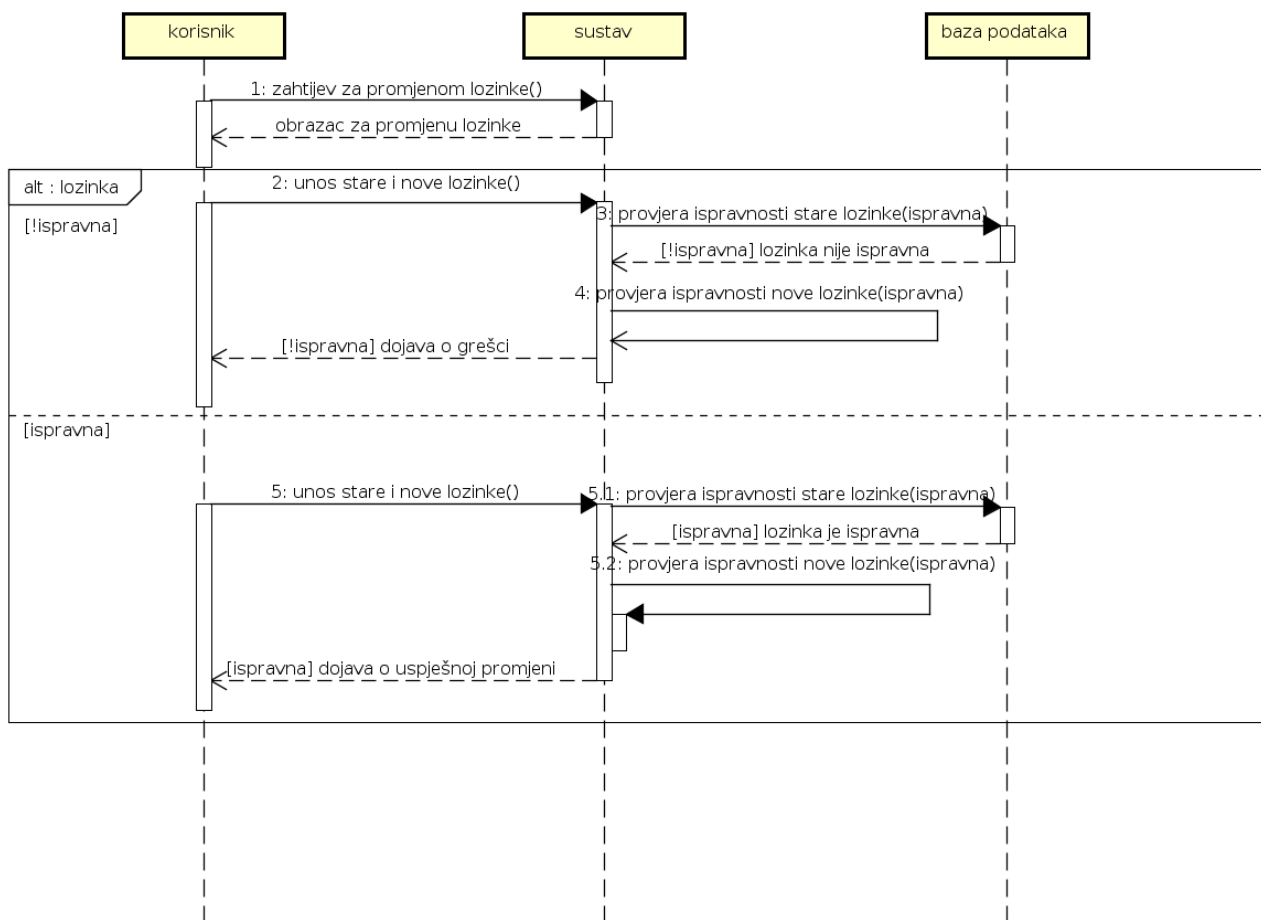 korisnik
sustav
baza podataka
1: zahtijev za promjenom lozinke()
obrazac za promjenu lozinke
alt : lozinka
2: unos stare i nove lozinke()
[!ispravna]
3: provjera ispravnosti stare lozinke(ispravna)
[!ispravna] lozinka nije ispravna
4: provjera ispravnosti nove lozinke(ispravna)
[!ispravna] dojava o grešci
[ispravna]
5: unos stare i nove lozinke()
5.1: provjera ispravnosti stare lozinke(ispravna)
[ispravna] lozinka je ispravna
5.2: provjera ispravnosti nove lozinke(ispravna)
[ispravna] dojava o uspješnoj promjeni